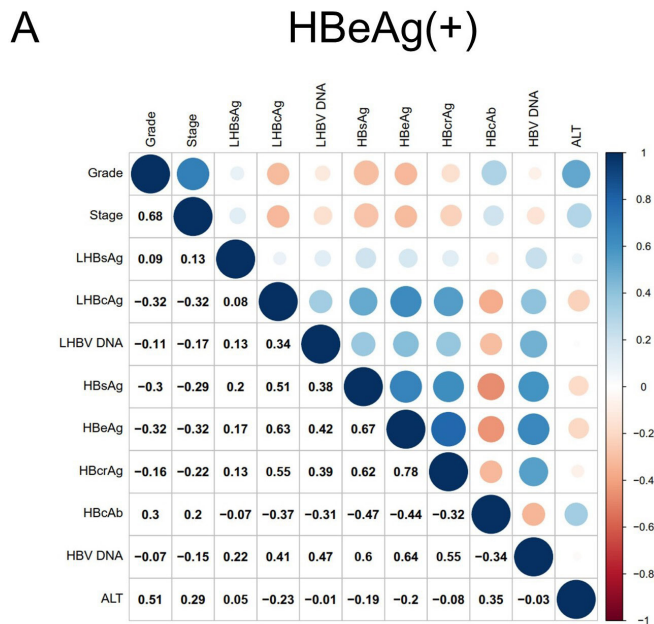 A
HBeAg(+)
Grade Stage LHBsAg LHBcAg LHBV DNA HBsAg HBeAg HBcrAg HBcAb HBV DNA ALT
Grade 1
Stage 0.68 0.8
LHBsAg 0.09 0.13 0.6
LHBcAg −0.32 −0.32 0.08 0.4
LHBV DNA −0.11 −0.17 0.13 0.34 0.2
HBsAg −0.3 −0.29 0.2 0.51 0.38 0
HBeAg −0.32 −0.32 0.17 0.63 0.42 0.67 −0.2
HBcrAg −0.16 −0.22 0.13 0.55 0.39 0.62 0.78 −0.4
HBcAb 0.3 0.2 −0.07 −0.37 −0.31 −0.47 −0.44 −0.32 −0.6
HBV DNA −0.07 −0.15 0.22 0.41 0.47 0.6 0.64 0.55 −0.34 −0.8
ALT 0.51 0.29 0.05 −0.23 −0.01 −0.19 −0.2 −0.08 0.35 −0.03 −1